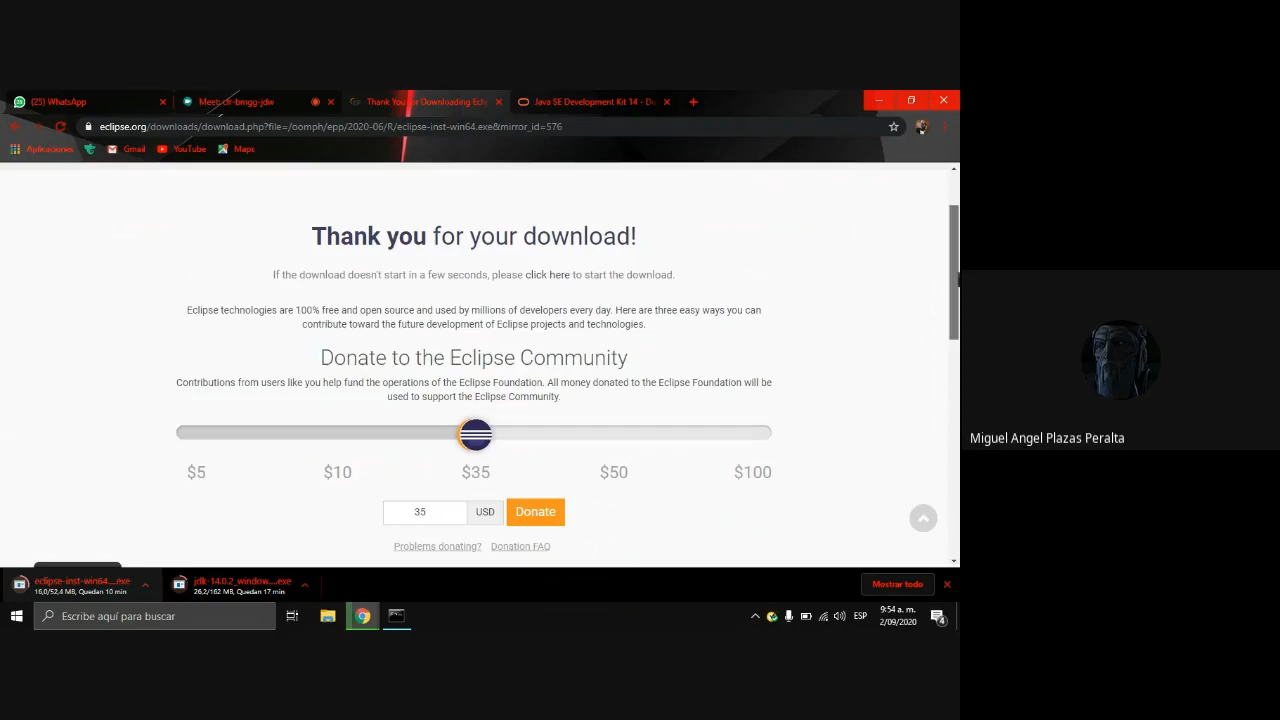 (25) WhatsApp
Meet: clr-bmgg-jdw
Thank You for Downloading Ecli
Java SE Development Kit 14 - Do
eclipse.org/downloads/download.php?file=/oomph/epp/2020-06/R/eclipse-inst-win64.exe&mirror_id=576
Aplicaciones
Gmail
YouTube
Maps
Thank you for your download!
If the download doesn't start in a few seconds, please click here to start the download.
Eclipse technologies are 100% free and open source and used by millions of developers every day. Here are three easy ways you can
contribute toward the future development of Eclipse projects and technologies.
Donate to the Eclipse Community
Contributions from users like you help fund the operations of the Eclipse Foundation. All money donated to the Eclipse Foundation will be
used to support the Eclipse Community.
$5 $10 $35 $50 $100
35 USD Donate
Problems donating? Donation FAQ
Miguel Angel Plazas Peralta
eclipse-inst-win64....exe
16,0/52,4 MB, Quedan 10 min
jdk-14.0.2_window....exe
26,2/162 MB, Quedan 17 min
Mostrar todo
Escribe aquí para buscar
ESP
9:54 a. m.
2/09/2020
4